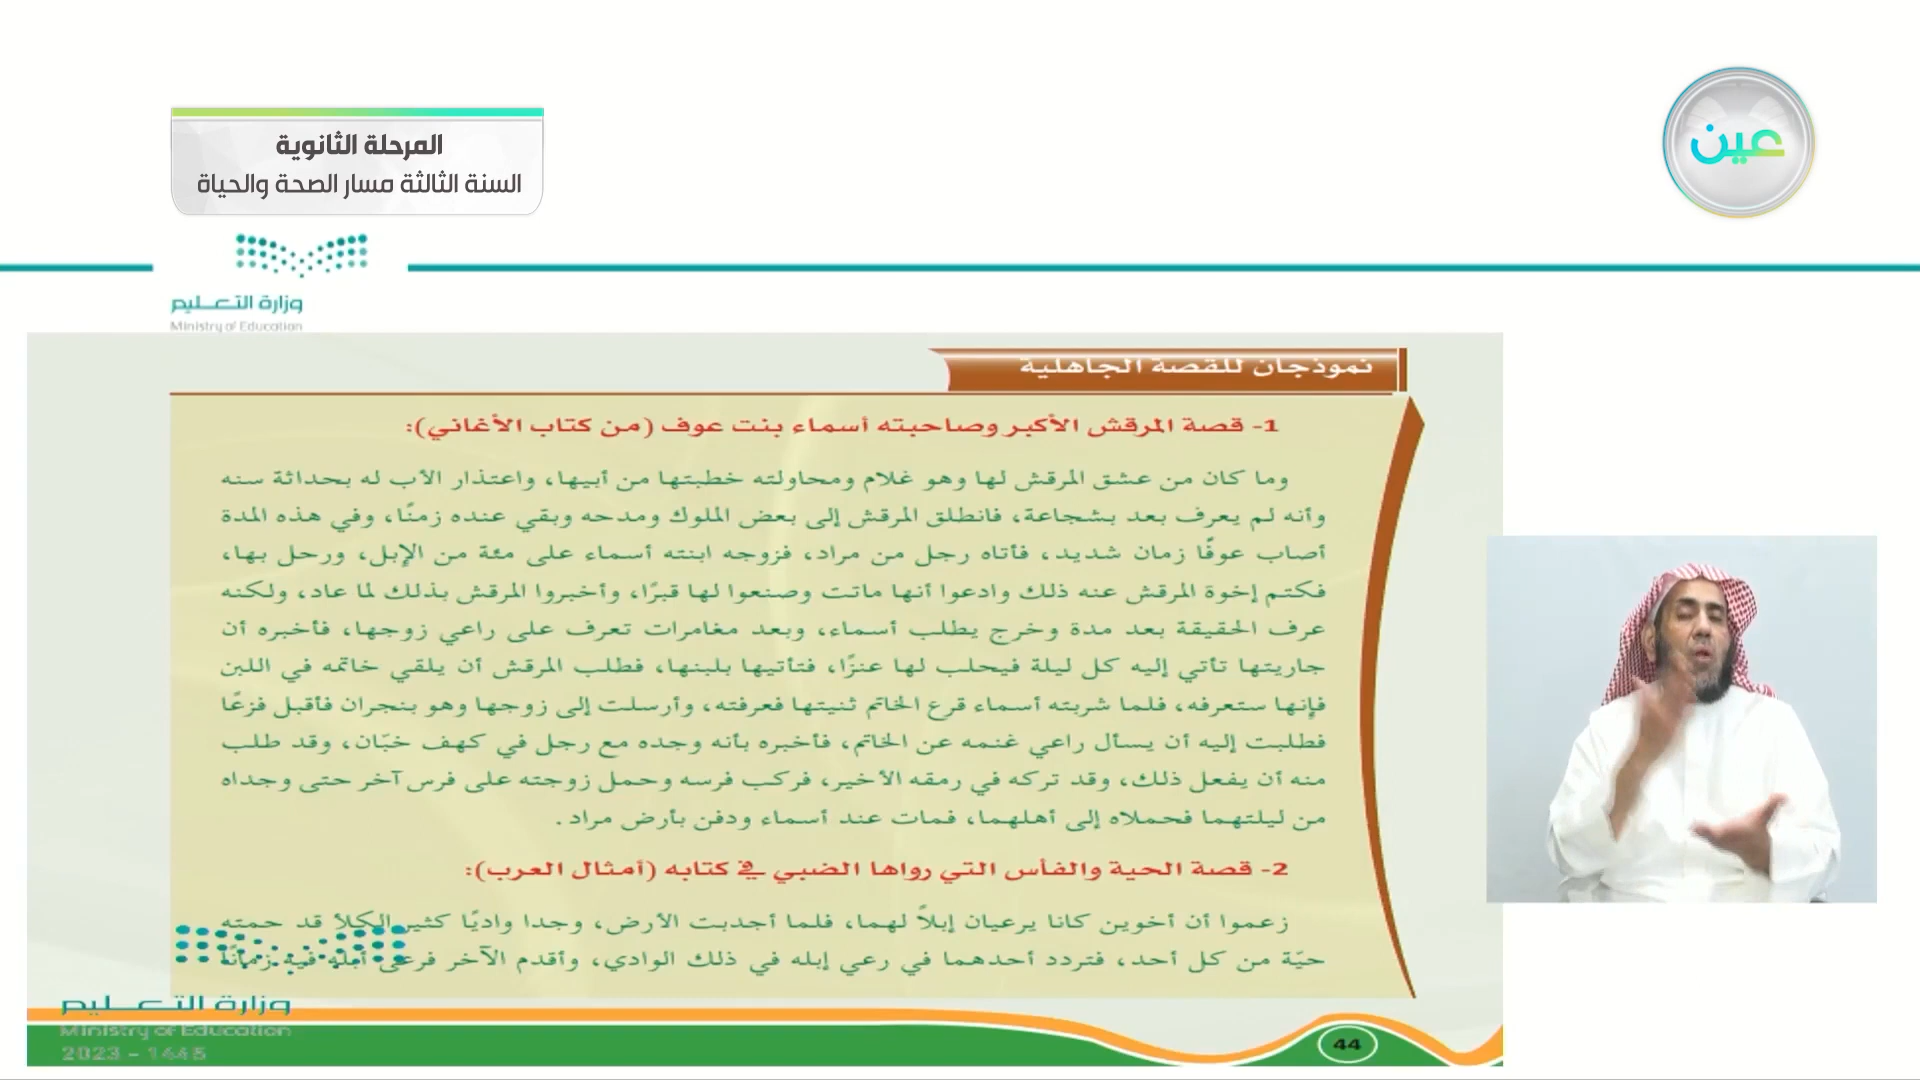 المرحلة الثانوية
السنة الثالثة مسار الصحة والحياة
عين
وزارة التعليم
Ministry of Education
نموذجان للقصة الجاهلية
1- قصة المرقش الأكبر وصاحبته أسماء بنت عوف (من كتاب الأغاني):
وما كان من عشق المرقش لها وهو غلام ومحاولته خطبتها من أبيها، واعتذار الأب له بحداثة سنه
وأنه لم يعرف بعد بشجاعة، فانطلق المرقش إلى بعض الملوك ومدحه وبقي عنده زمنًا، وفي هذه المدة
أصاب عوفًا زمان شديد، فأتاه رجل من مراد، فزوجه ابنته أسماء على مئة من الإبل، ورحل بها،
فكتم إخوة المرقش عنه ذلك وادعوا أنها ماتت وصنعوا لها قبرًا، وأخبروا المرقش بذلك لما عاد، ولكنه
عرف الحقيقة بعد مدة وخرج يطلب أسماء، وبعد مغامرات تعرف على راعي زوجها، فأخبره أن
جاريتها تأتي إليه كل ليلة فيحلب لها عنزًا، فتأتيها بلبنها، فطلب المرقش أن يلقي خاتمه في اللبن
فإنها ستعرفه، فلما شربته أسماء قرع الخاتم ثنيتها فعرفته، وأرسلت إلى زوجها وهو بنجران فأقبل فزعًا
فطلبت إليه أن يسأل راعي غنمه عن الخاتم، فأخبره بأنه وجده مع رجل في كهف خبّان، وقد طلب
منه أن يفعل ذلك، وقد تركه في رمقه الأخير، فركب فرسه وحمل زوجته على فرس آخر حتى وجداه
من ليلتهما فحملاه إلى أهلهما، فمات عند أسماء ودفن بأرض مراد.
2- قصة الحية والفأس التي رواها الضبي في كتابه (أمثال العرب):
زعموا أن أخوين كانا يرعيان إبلاً لهما، فلما أجدبت الأرض، وجدا واديًا كثير الكلأ قد حمته
حيّة من كل أحد، فتردد أحدهما في رعي إبله في ذلك الوادي، وأقدم الآخر فرعى أبله فيه زمانًا
وزارة التعليم
Ministry of Education
2023 - 1445
44